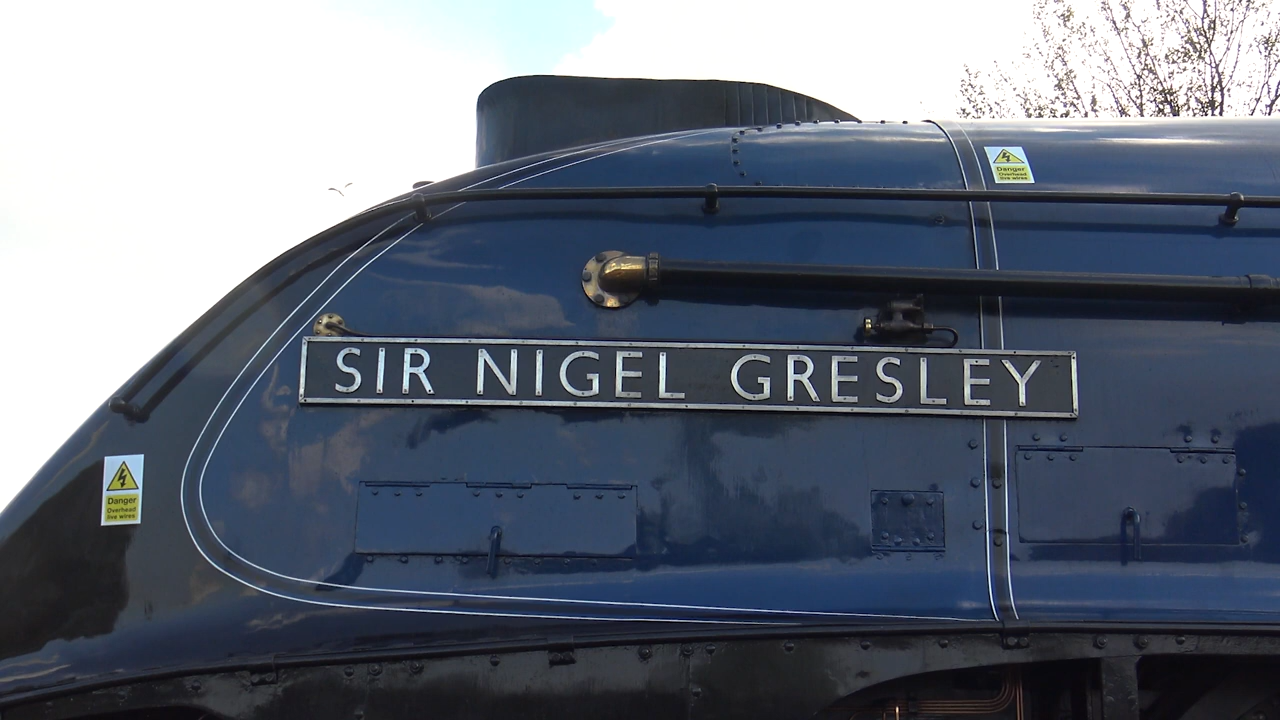 Danger
Overhead
live wires
SIR NIGEL GRESLEY
Danger
Overhead
live wires